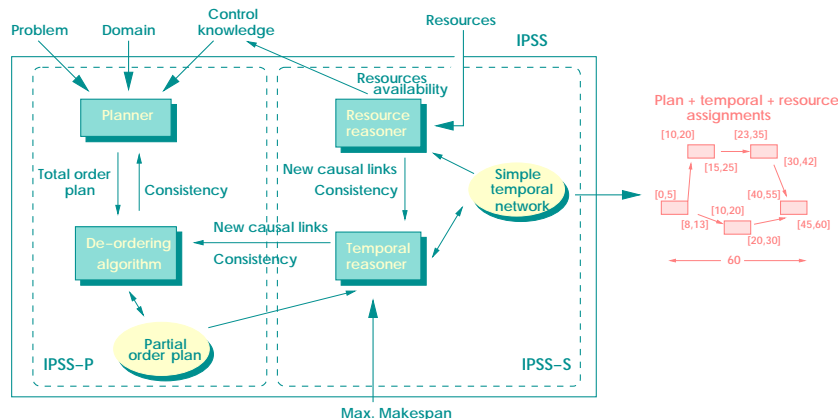 Problem
Domain
Control
knowledge
Resources
IPSS
Planner
Resources
availability
Resource
reasoner
Total order
plan
Consistency
New causal links
Consistency
Simple
temporal
network
New causal links
Consistency
De-ordering
algorithm
Temporal
reasoner
Partial
order plan
IPSS-P
IPSS-S
Max. Makespan
Plan + temporal + resource
assignments
[10,20]
[23,35]
[15,25]
[30,42]
[0,5]
[40,55]
[10,20]
[8,13]
[45,60]
[20,30]
60